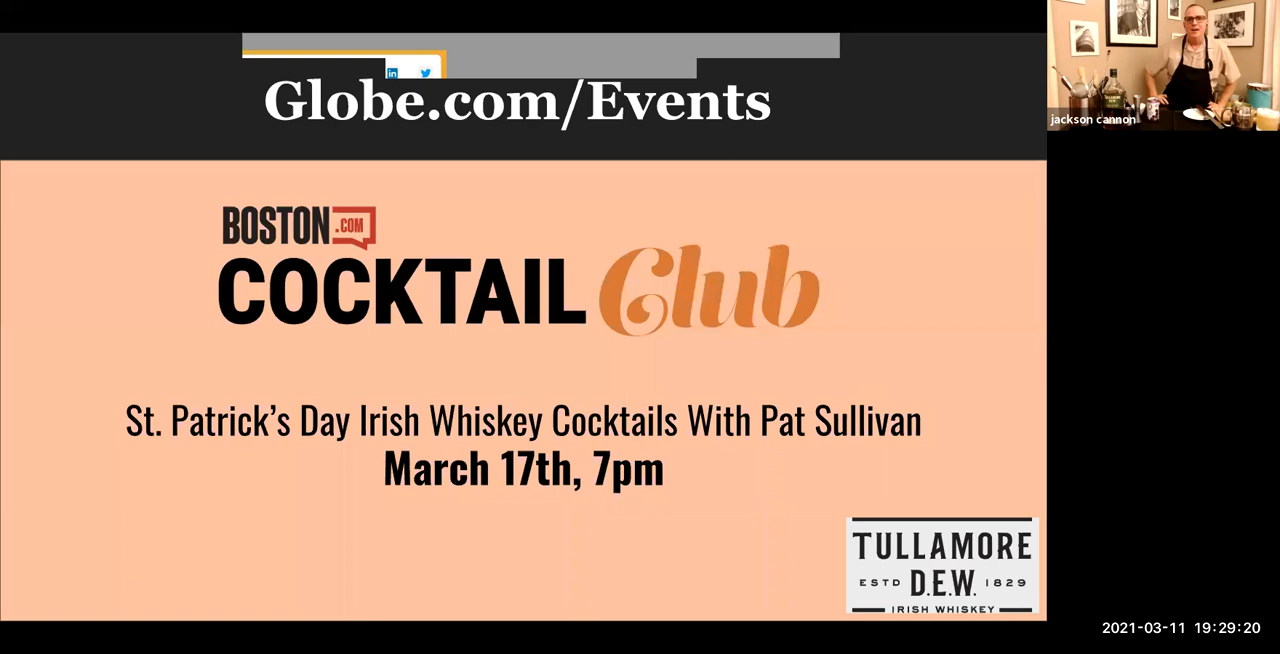 Globe.com/Events
jackson cannon
BOSTON.COM
COCKTAIL Club
St. Patrick's Day Irish Whiskey Cocktails With Pat Sullivan
March 17th, 7pm
TULLAMORE
ESTD D.E.W. 1829
IRISH WHISKEY
2021-03-11 19:29:20